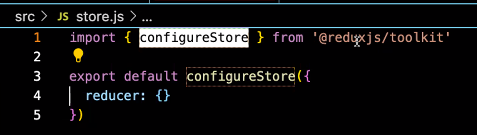 src > JS store.js > ...
1 import { configureStore } from '@reduxjs/toolkit'
2
3 export default configureStore({
4 reducer: {}
5 })